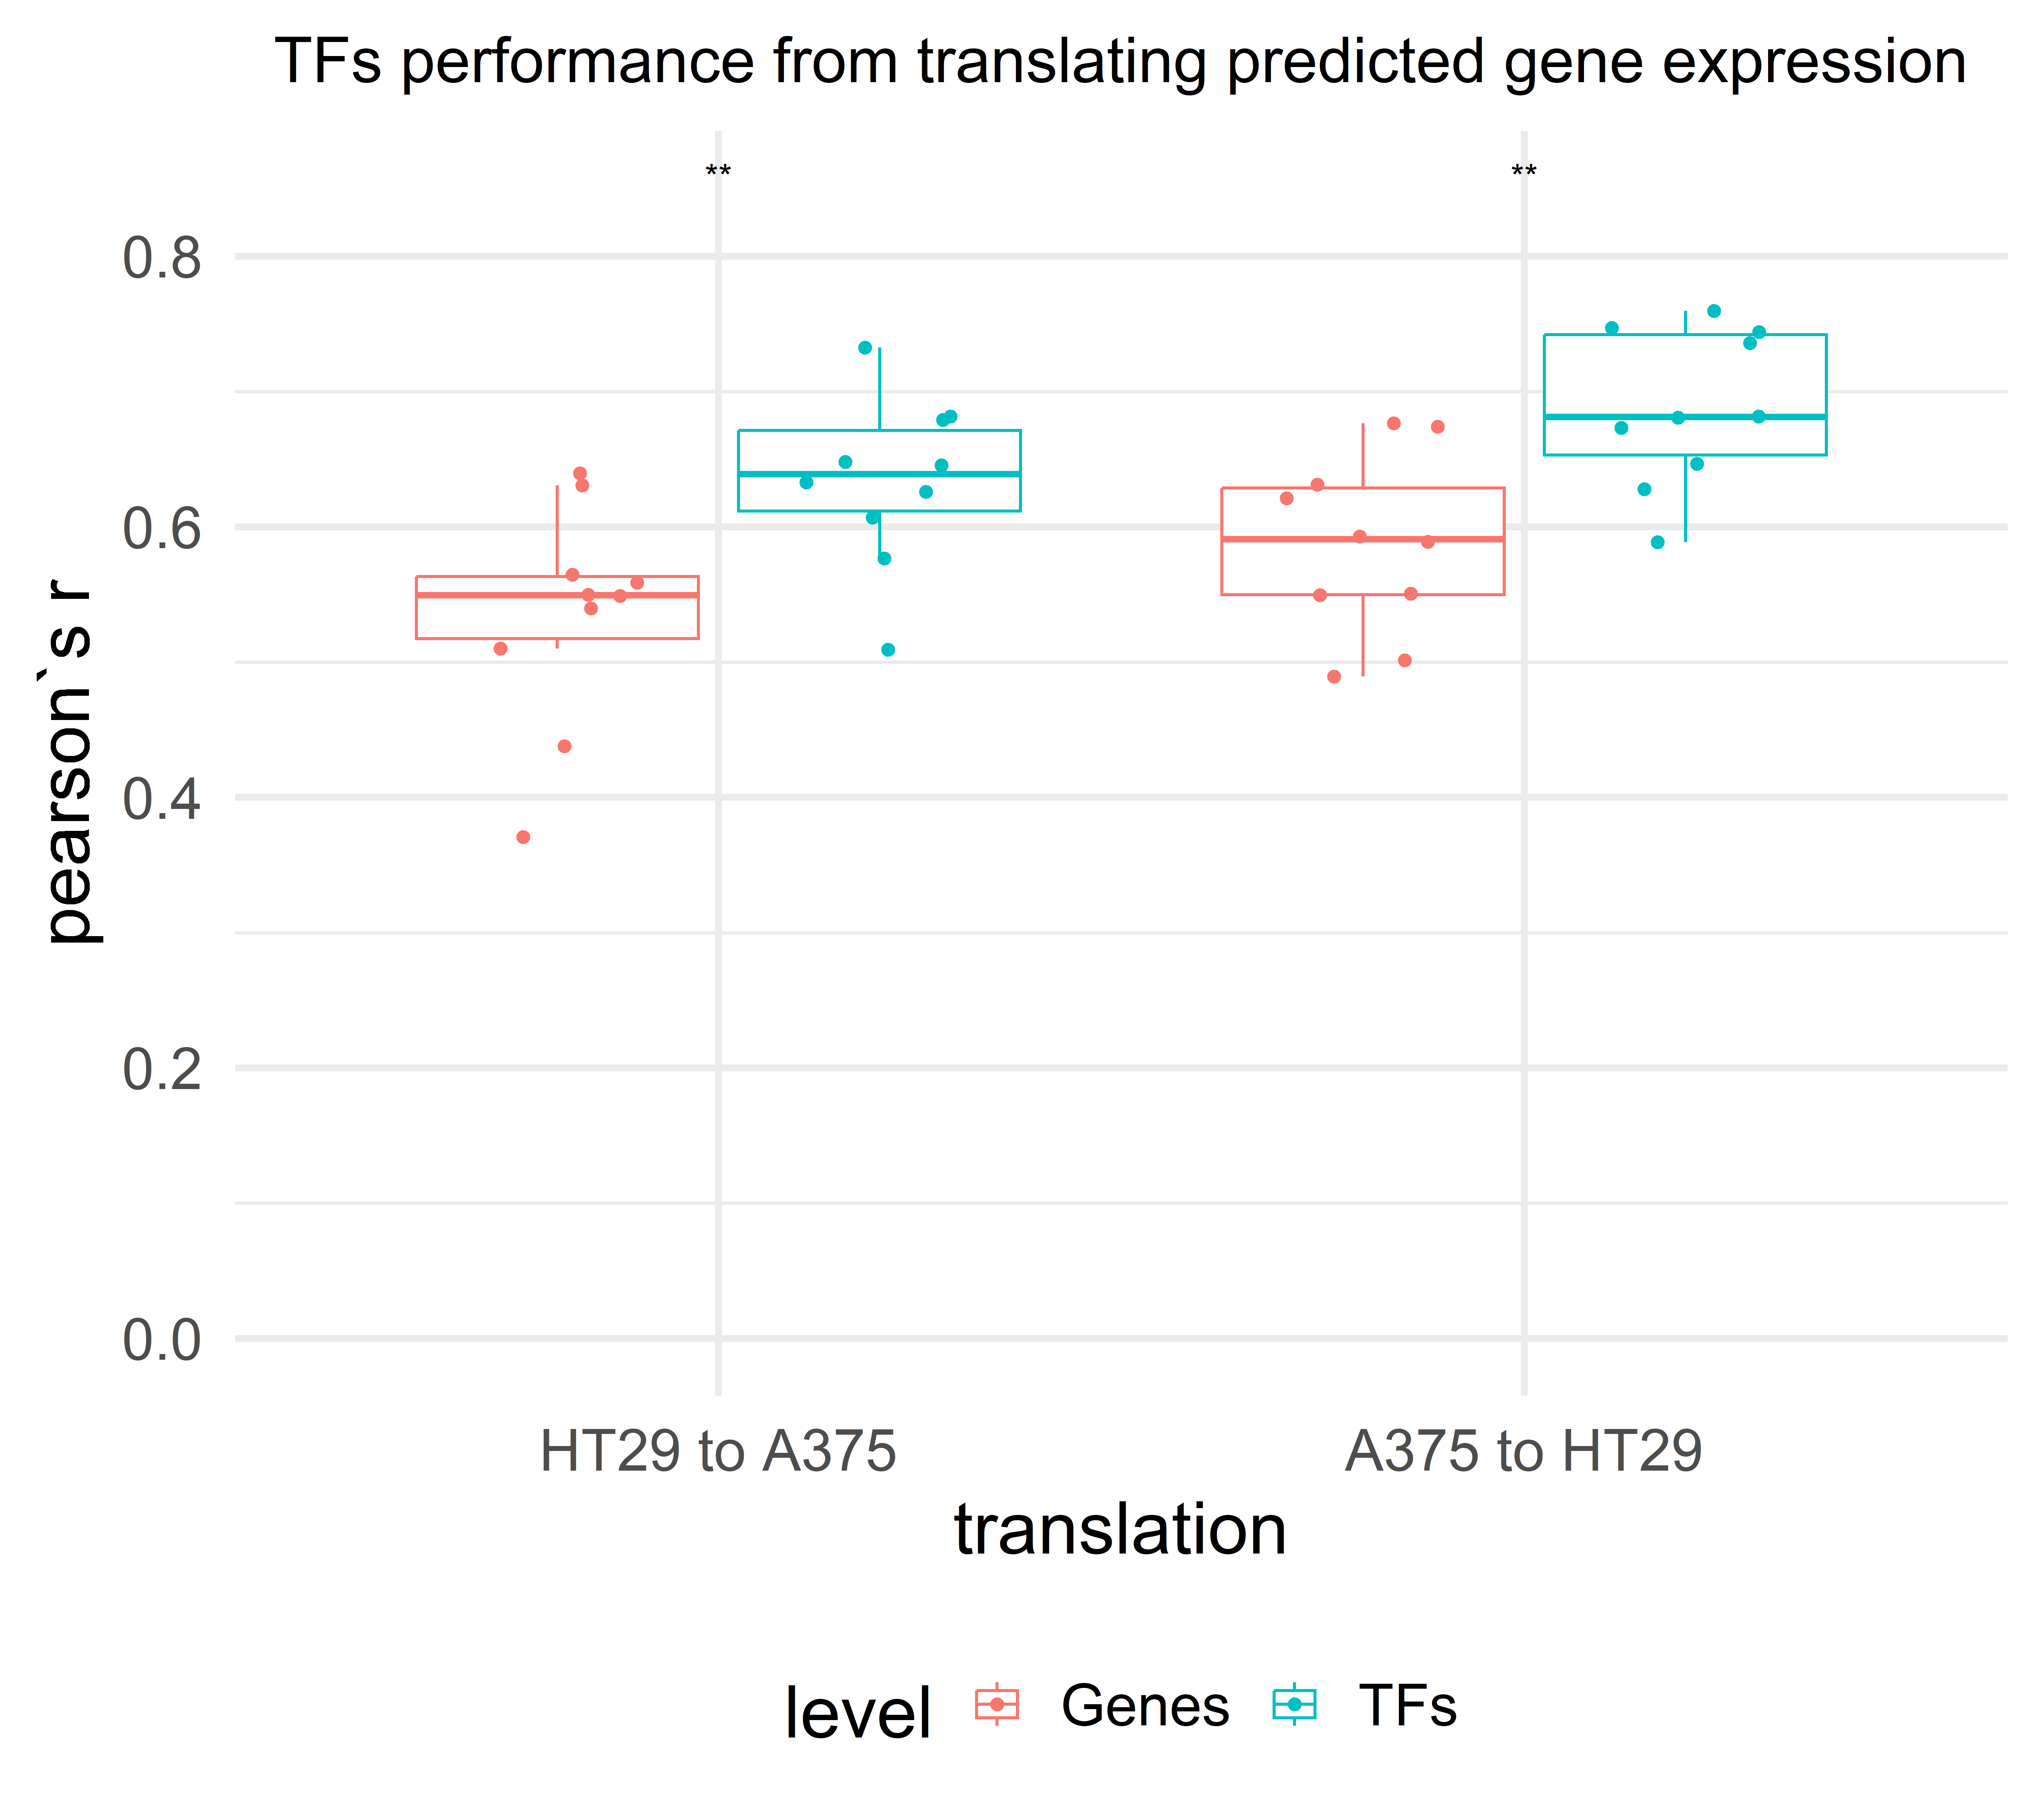 TFs performance from translating predicted gene expression
** **
0.8
0.6
0.4
0.2
0.0
pearson`s r
HT29 to A375 A375 to HT29
translation
level Genes TFs